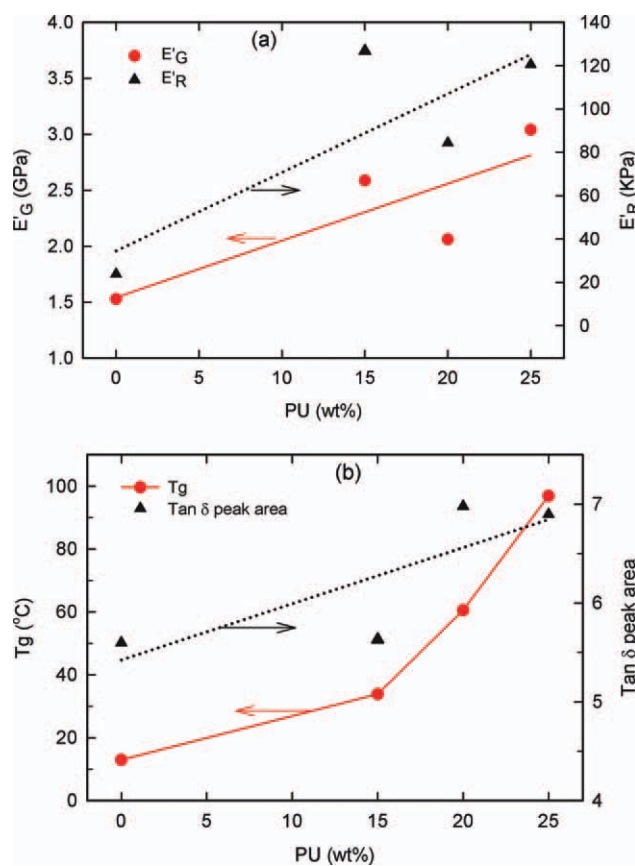 (a)
E'G
E'R
4.0
3.5
3.0
2.5
2.0
1.5
1.0
E'G (GPa)
140
120
100
80
60
40
20
0
E'R (KPa)
0 5 10 15 20 25
PU (wt%)
(b)
Tg
Tan δ peak area
100
80
60
40
20
0
Tg (°C)
7
6
5
4
Tan δ peak area
0 5 10 15 20 25
PU (wt%)